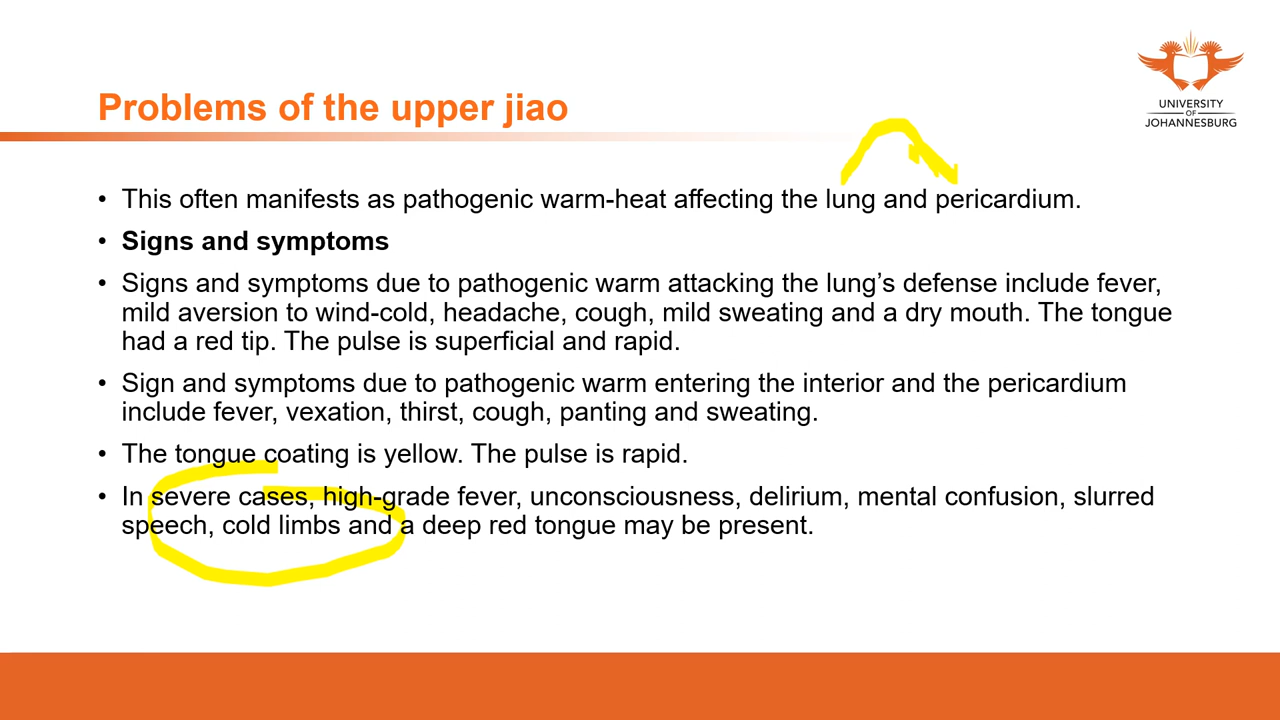 Problems of the upper jiao
UNIVERSITY
OF
JOHANNESBURG
• This often manifests as pathogenic warm-heat affecting the lung and pericardium.
• Signs and symptoms
• Signs and symptoms due to pathogenic warm attacking the lung’s defense include fever,
mild aversion to wind-cold, headache, cough, mild sweating and a dry mouth. The tongue
had a red tip. The pulse is superficial and rapid.
• Sign and symptoms due to pathogenic warm entering the interior and the pericardium
include fever, vexation, thirst, cough, panting and sweating.
• The tongue coating is yellow. The pulse is rapid.
• In severe cases, high-grade fever, unconsciousness, delirium, mental confusion, slurred
speech, cold limbs and a deep red tongue may be present.